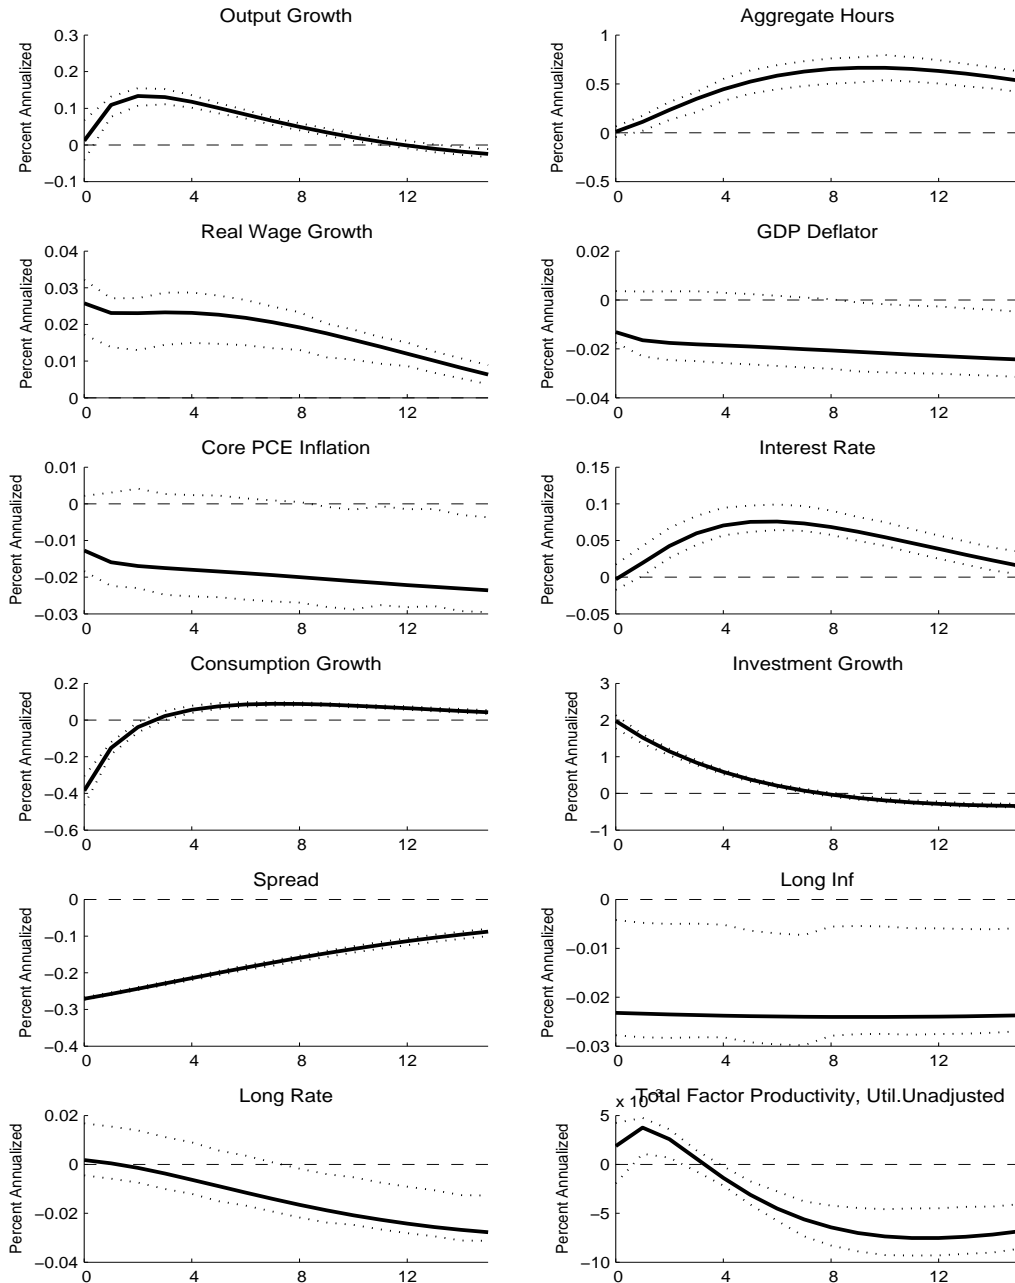 Output Growth
Percent Annualized
0.3
0.2
0.1
0
−0.1
0 4 8 12
Aggregate Hours
Percent Annualized
1
0.5
0
−0.5
0 4 8 12
Real Wage Growth
Percent Annualized
0.04
0.03
0.02
0.01
0
0 4 8 12
GDP Deflator
Percent Annualized
0.02
0
−0.02
−0.04
0 4 8 12
Core PCE Inflation
Percent Annualized
0.01
0
−0.01
−0.02
−0.03
0 4 8 12
Interest Rate
Percent Annualized
0.15
0.1
0.05
0
−0.05
0 4 8 12
Consumption Growth
Percent Annualized
0.2
0
−0.2
−0.4
−0.6
0 4 8 12
Investment Growth
Percent Annualized
3
2
1
0
−1
0 4 8 12
Spread
Percent Annualized
0
−0.1
−0.2
−0.3
−0.4
0 4 8 12
Long Inf
Percent Annualized
0
−0.01
−0.02
−0.03
0 4 8 12
Long Rate
Percent Annualized
0.02
0
−0.02
−0.04
0 4 8 12
Total Factor Productivity, Util.Unadjusted
x 10
Percent Annualized
5
0
−5
−10
0 4 8 12